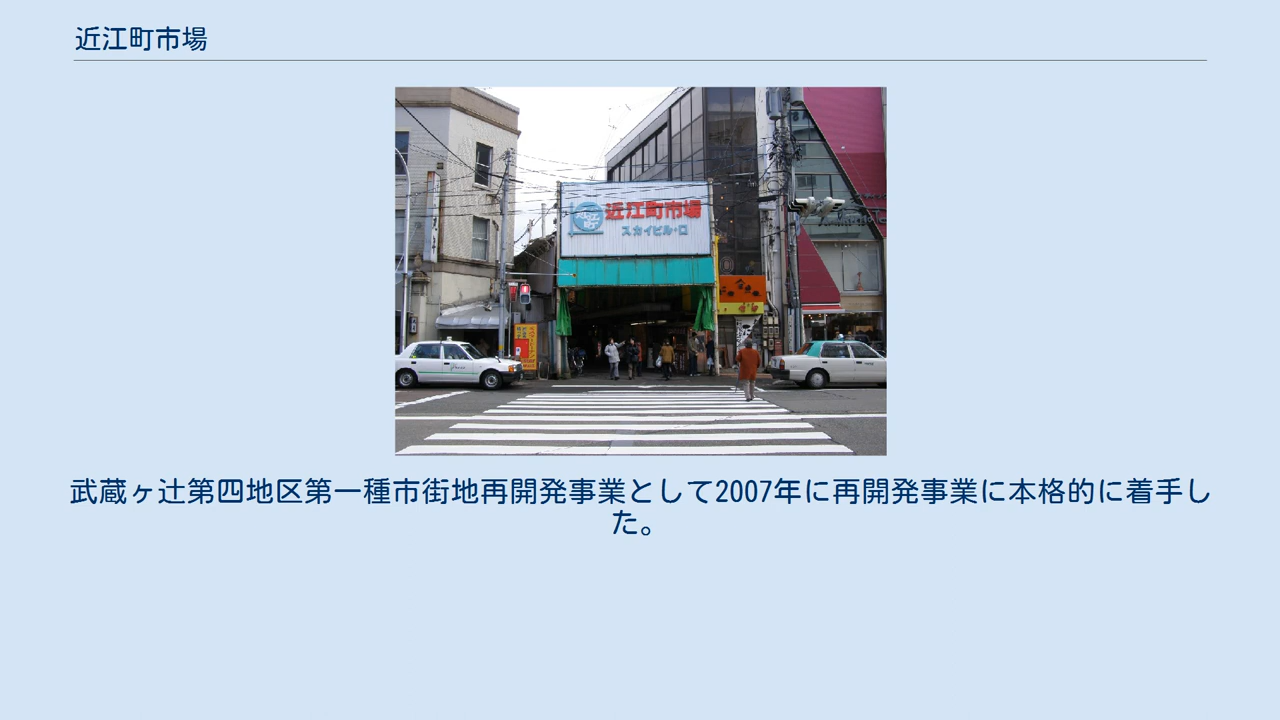 近江町市場
近江町市場
スカイビル・口
武蔵ヶ辻第四地区第一種市街地再開発事業として2007年に再開発事業に本格的に着手し
た。